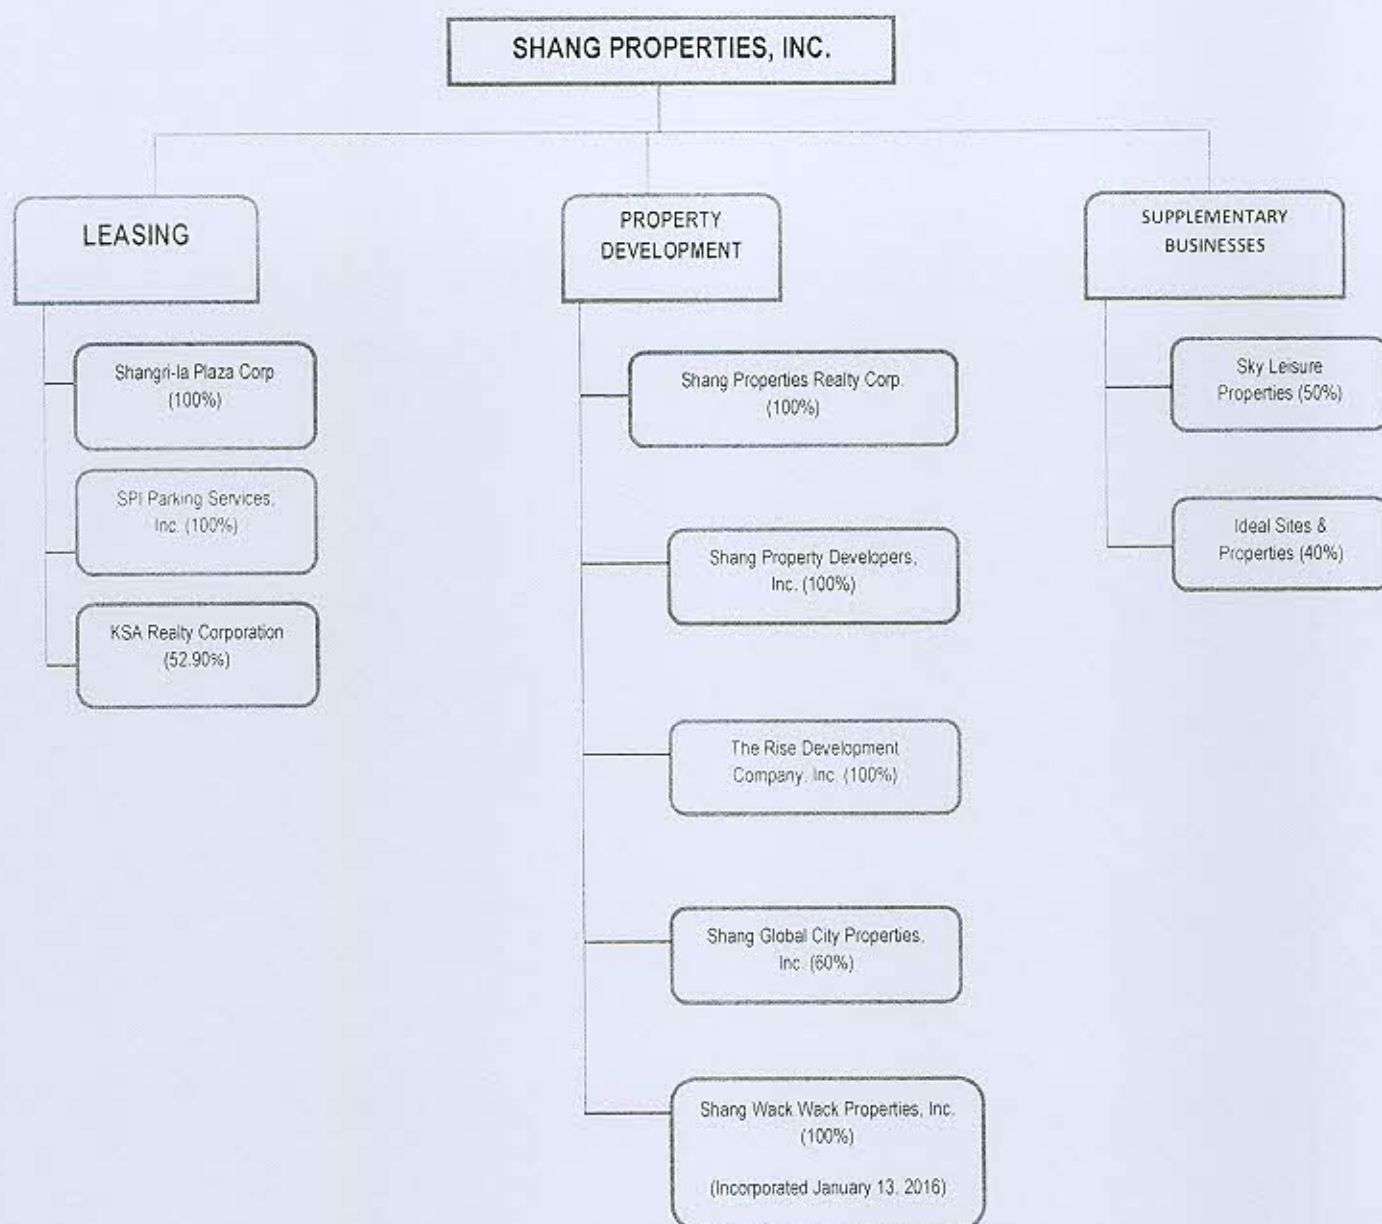 SHANG PROPERTIES, INC.
LEASING
Shangri-la Plaza Corp
(100%)
SPI Parking Services,
Inc. (100%)
KSA Realty Corporation
(52.90%)
PROPERTY
DEVELOPMENT
Shang Properties Realty Corp.
(100%)
Shang Property Developers,
Inc. (100%)
The Rise Development
Company, Inc. (100%)
Shang Global City Properties,
Inc. (60%)
Shang Wack Wack Properties, Inc.
(100%)
(Incorporated January 13, 2016)
SUPPLEMENTARY
BUSINESSES
Sky Leisure
Properties (50%)
Ideal Sites &
Properties (40%)